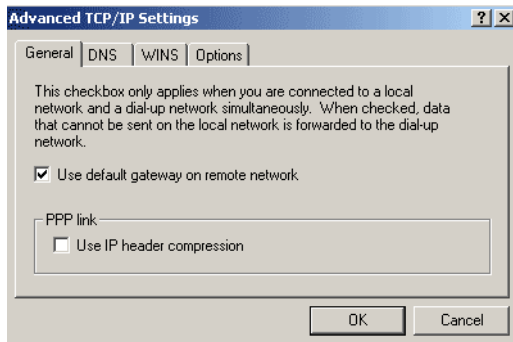 Advanced TCP/IP Settings
General DNS WINS Options
This checkbox only applies when you are connected to a local
network and a dial-up network simultaneously. When checked, data
that cannot be sent on the local network is forwarded to the dial-up
network.
Use default gateway on remote network
PPP link
Use IP header compression
OK Cancel